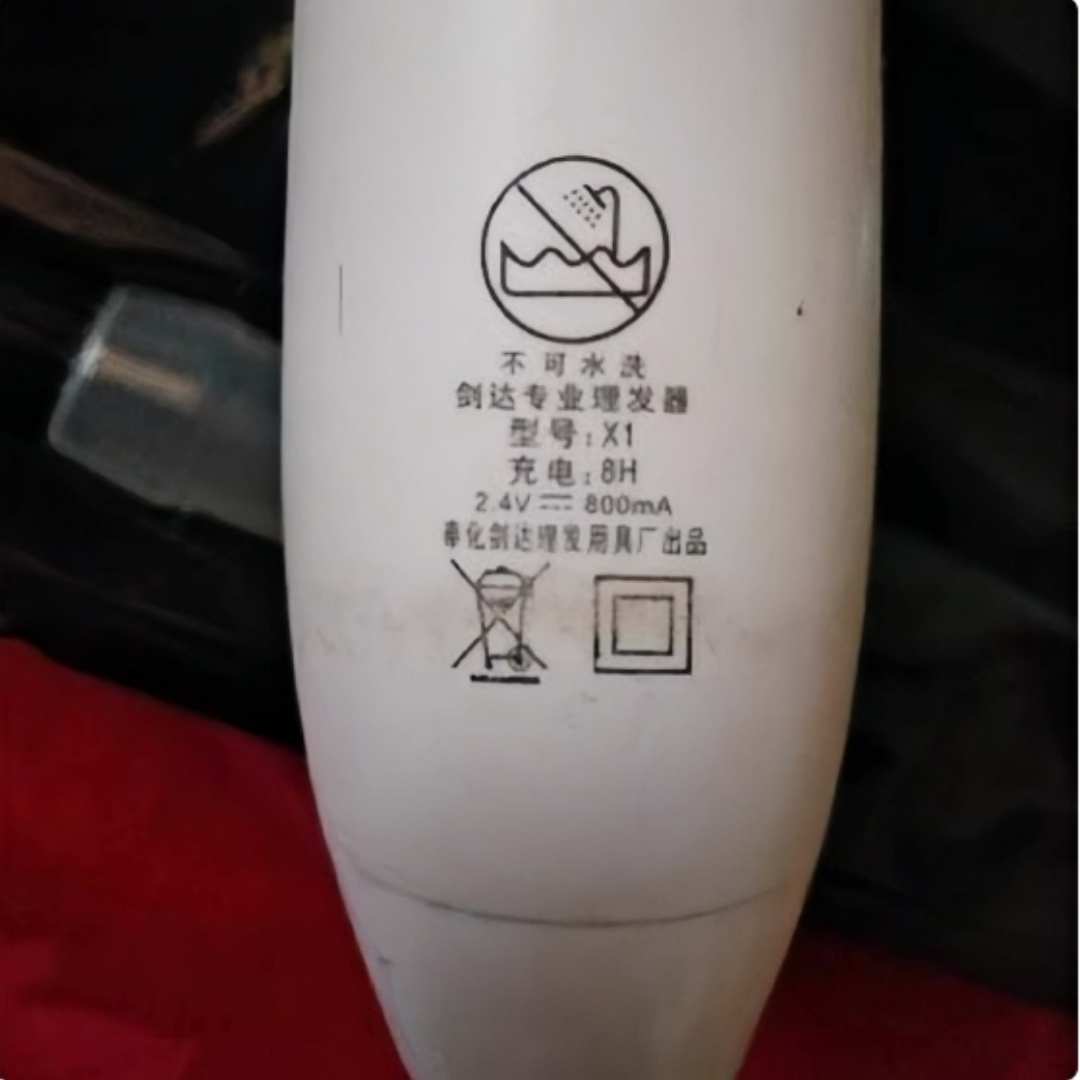 不可水洗
剑达专业理发器
型号:X1
充电:8H
2.4V 800mA
奉化剑达理发用具厂出品